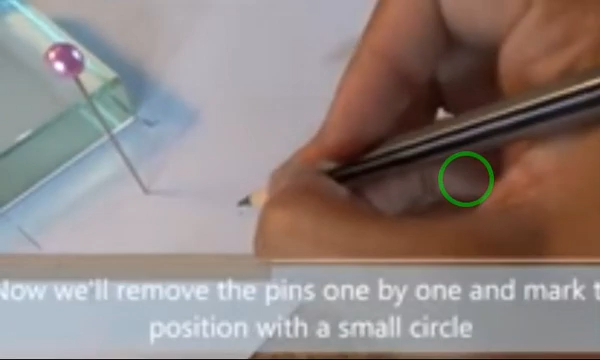 Now we'll remove the pins one by one and mark t
position with a small circle